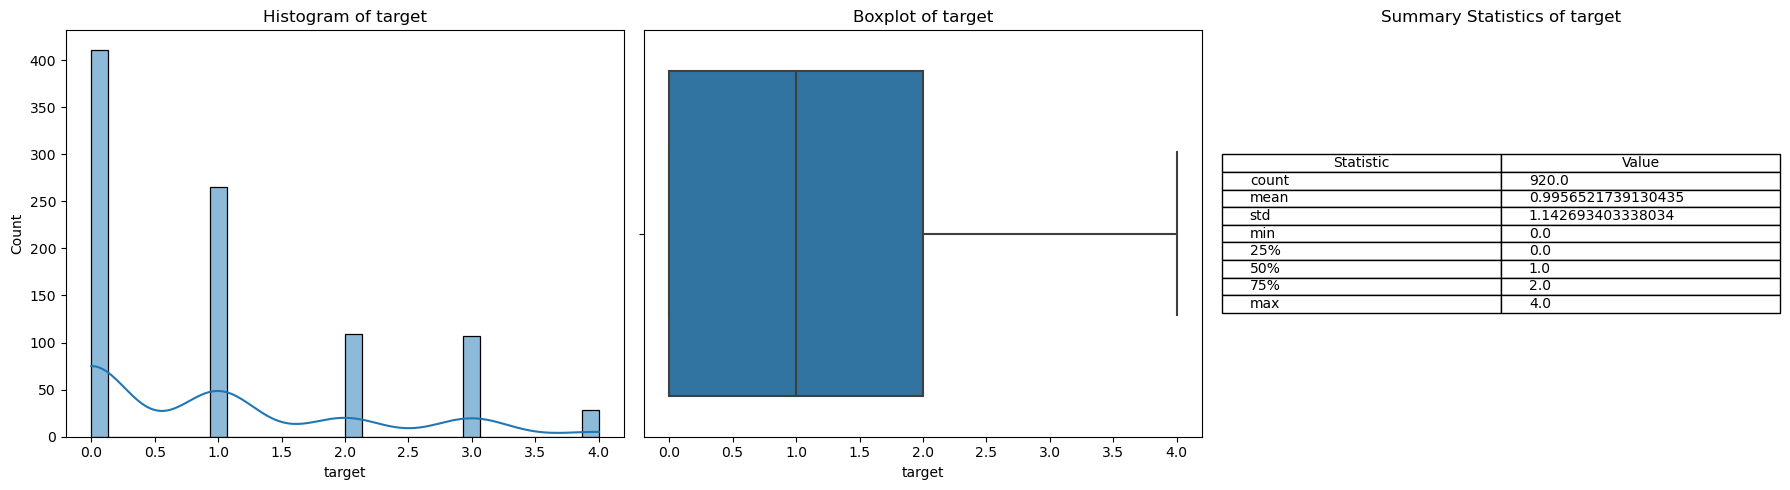 Histogram of target
400
350
300
250
200
150
100
50
0
Count
0.0 0.5 1.0 1.5 2.0 2.5 3.0 3.5 4.0
target
Boxplot of target
0.0 0.5 1.0 1.5 2.0 2.5 3.0 3.5 4.0
target
Summary Statistics of target
Statistic Value
count 920.0
mean 0.9956521739130435
std 1.142693403338034
min 0.0
25% 0.0
50% 1.0
75% 2.0
max 4.0